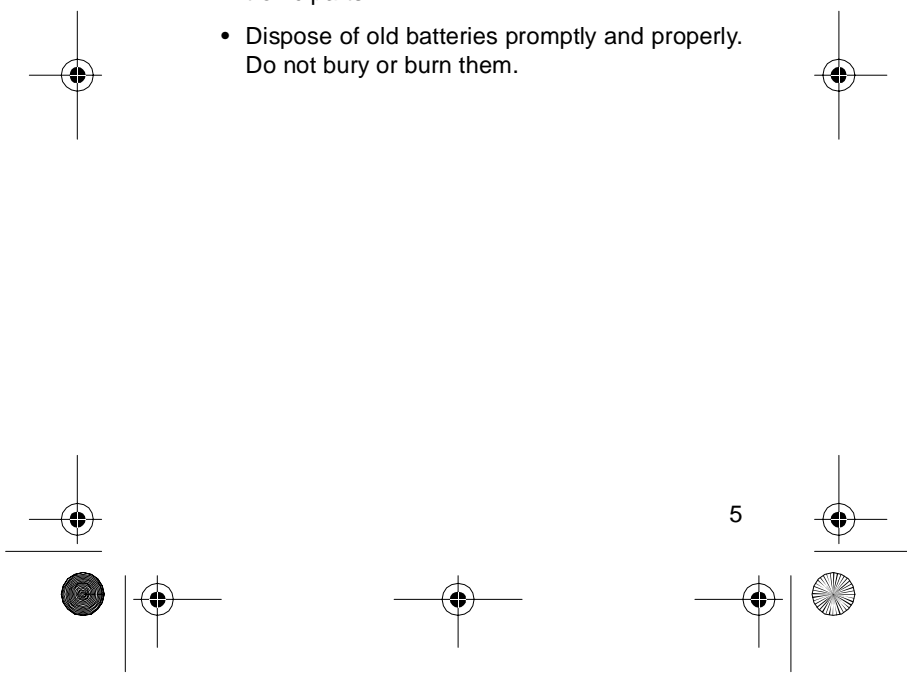 • Dispose of old batteries promptly and properly.
Do not bury or burn them.
5